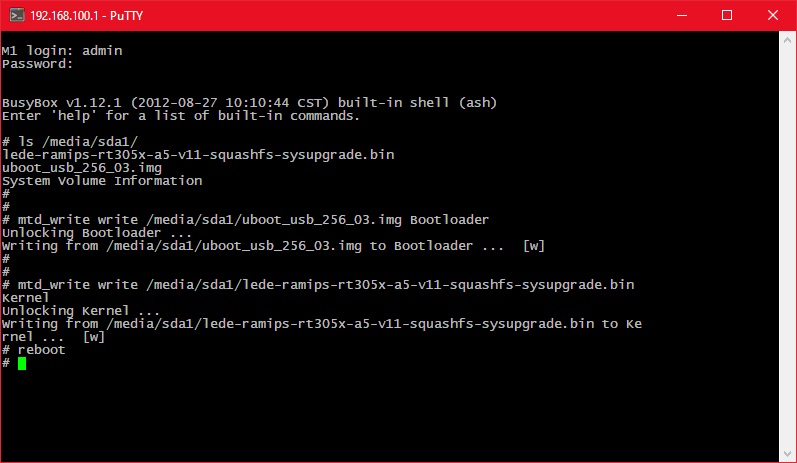 192.168.100.1 - PuTTY
M1 login: admin
Password:
BusyBox v1.12.1 (2012-08-27 10:10:44 CST) built-in shell (ash)
Enter 'help' for a list of built-in commands.
# ls /media/sda1/
lede-ramips-rt305x-a5-v11-squashfs-sysupgrade.bin
uboot_usb_256_03.img
System Volume Information
#
#
# mtd_write write /media/sda1/uboot_usb_256_03.img Bootloader
Unlocking Bootloader ...
Writing from /media/sda1/uboot_usb_256_03.img to Bootloader ...  [w]
#
#
# mtd_write write /media/sda1/lede-ramips-rt305x-a5-v11-squashfs-sysupgrade.bin
Kernel
Unlocking Kernel ...
Writing from /media/sda1/lede-ramips-rt305x-a5-v11-squashfs-sysupgrade.bin to Ke
rnel ...  [w]
# reboot
#